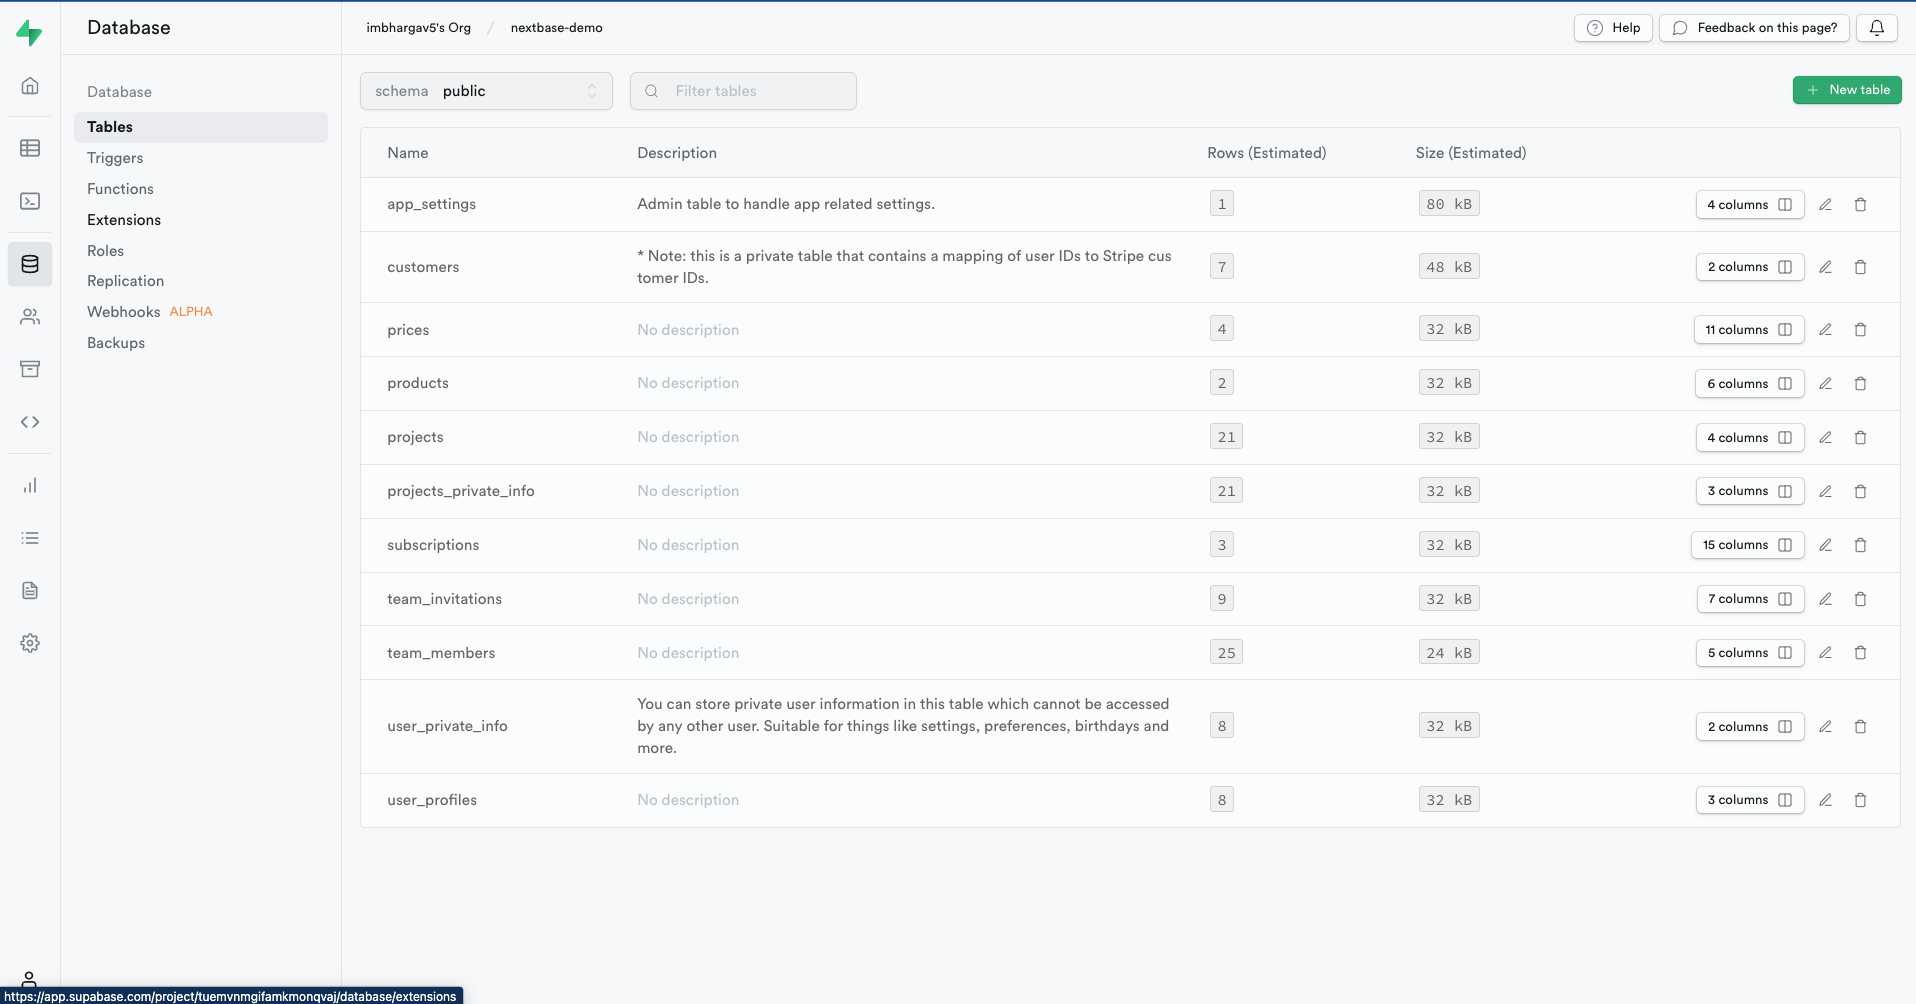 Database
imbhargav5's Org / nextbase-demo
Help
Feedback on this page?
Database
Tables
Triggers
Functions
Extensions
Roles
Replication
Webhooks ALPHA
Backups
schema public
Filter tables
+ New table
Name Description Rows (Estimated) Size (Estimated)
app_settings Admin table to handle app related settings. 1 80 kB 4 columns
customers * Note: this is a private table that contains a mapping of user IDs to Stripe cus
tomer IDs. 7 48 kB 2 columns
prices No description 4 32 kB 11 columns
products No description 2 32 kB 6 columns
projects No description 21 32 kB 4 columns
projects_private_info No description 21 32 kB 3 columns
subscriptions No description 3 32 kB 15 columns
team_invitations No description 9 32 kB 7 columns
team_members No description 25 24 kB 5 columns
You can store private user information in this table which cannot be accessed
user_private_info by any other user. Suitable for things like settings, preferences, birthdays and 8 32 kB 2 columns
more.
user_profiles No description 8 32 kB 3 columns
https://app.supabase.com/project/tuemvnmgifamkmonqvaj/database/extensions